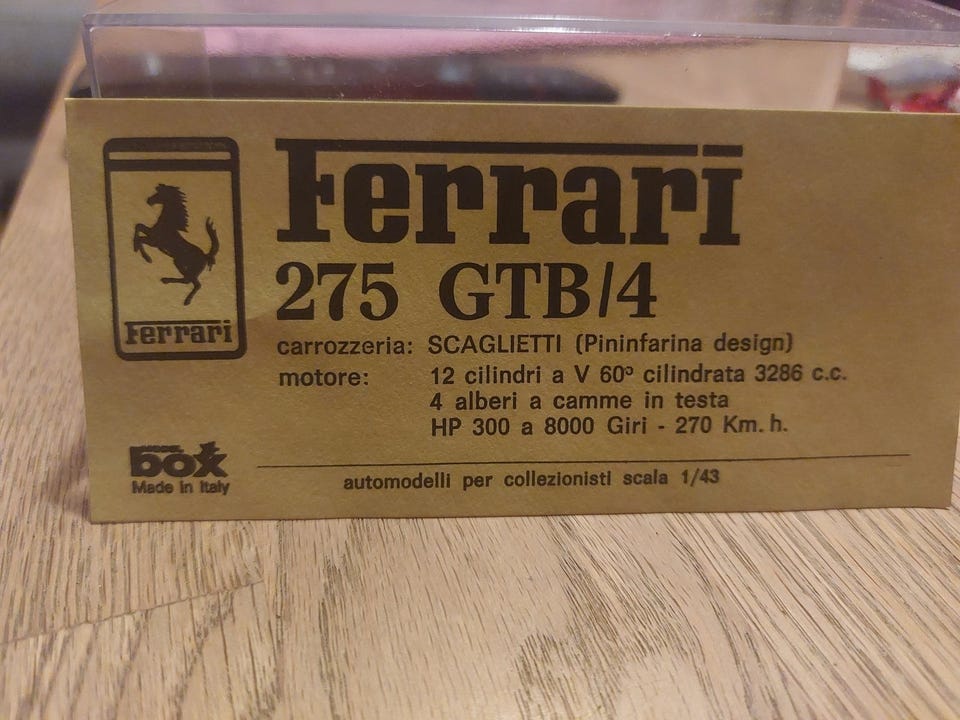 Ferrari
Ferrari
275 GTB/4
carrozzeria: SCAGLIETTI (Pininfarina design)
motore: 12 cilindri a V 60° cilindrata 3286 c.c.
4 alberi a camme in testa
HP 300 a 8000 Giri - 270 Km. h.
box
Made in Italy
automodelli per collezionisti scala 1/43